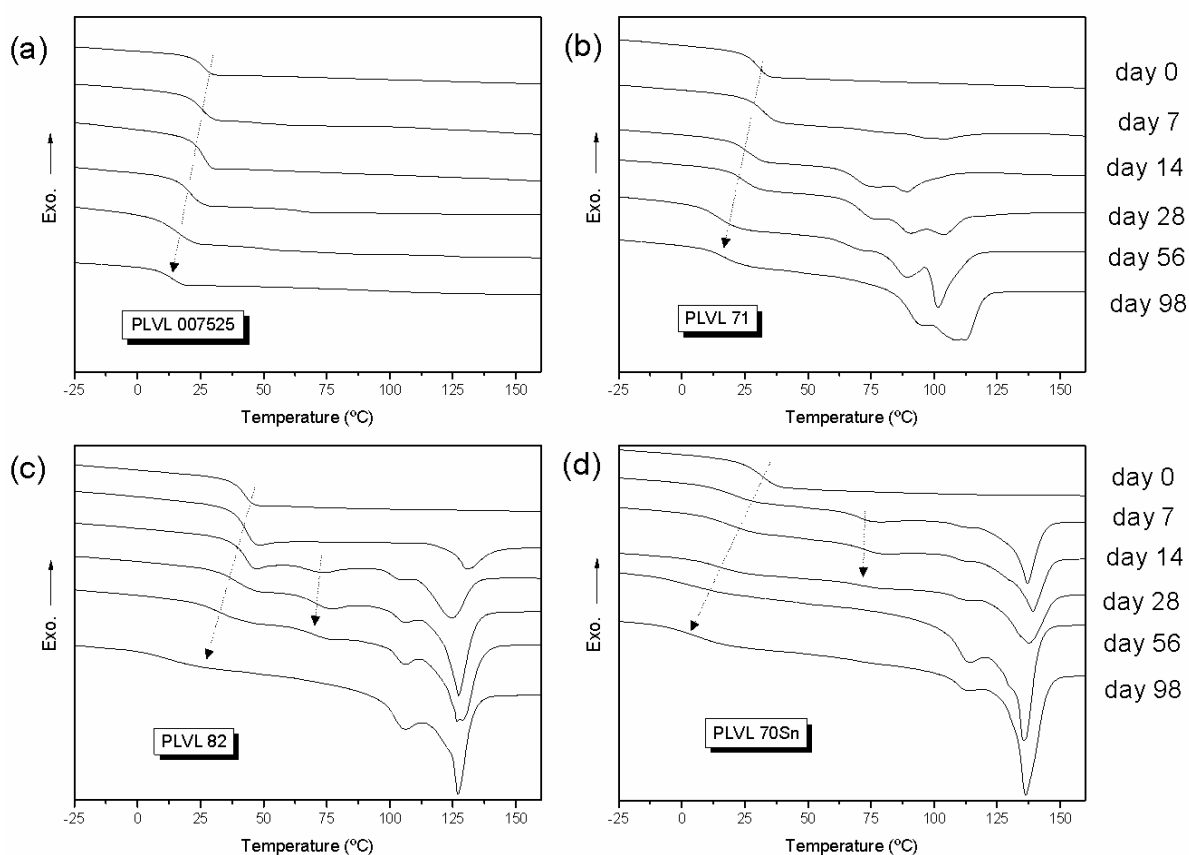 (a)
Exo.
PLVL 007525
-25 0 25 50 75 100 125 150
Temperature (ºC)
(b)
Exo.
PLVL 71
-25 0 25 50 75 100 125 150
Temperature (ºC)
day 0
day 7
day 14
day 28
day 56
day 98
(c)
Exo.
PLVL 82
-25 0 25 50 75 100 125 150
Temperature (ºC)
(d)
Exo.
PLVL 70Sn
-25 0 25 50 75 100 125 150
Temperature (ºC)
day 0
day 7
day 14
day 28
day 56
day 98